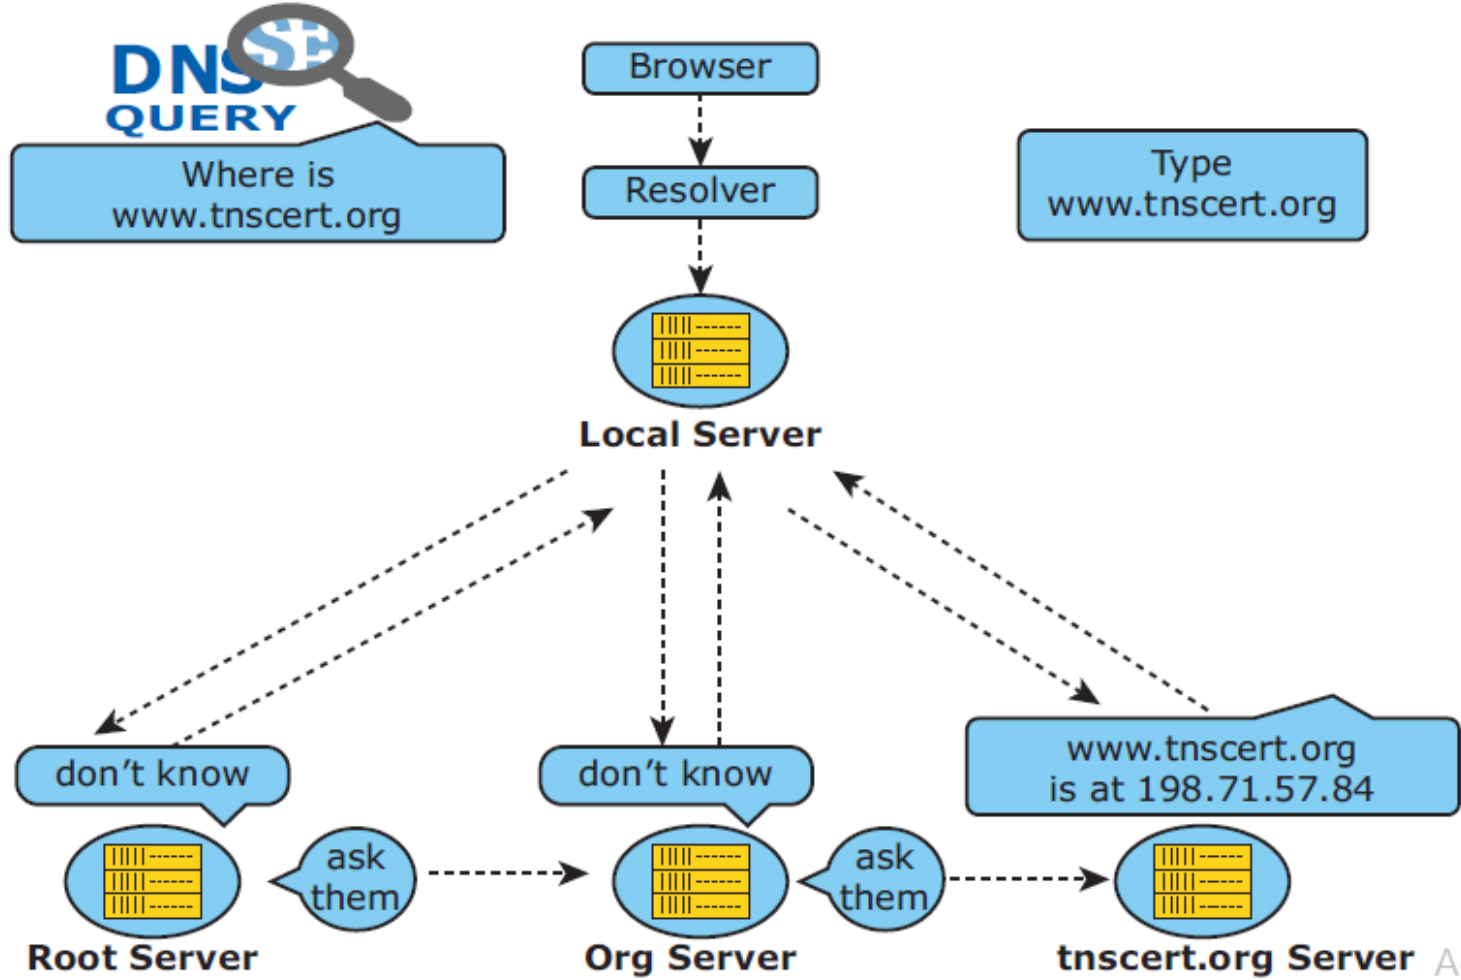 DNS
SE
QUERY
Where is
www.tnscert.org
Browser
Resolver
Type
www.tnscert.org
Local Server
don't know
don't know
www.tnscert.org
is at 198.71.57.84
ask
them
ask
them
Root Server
Org Server
tnscert.org Server
A